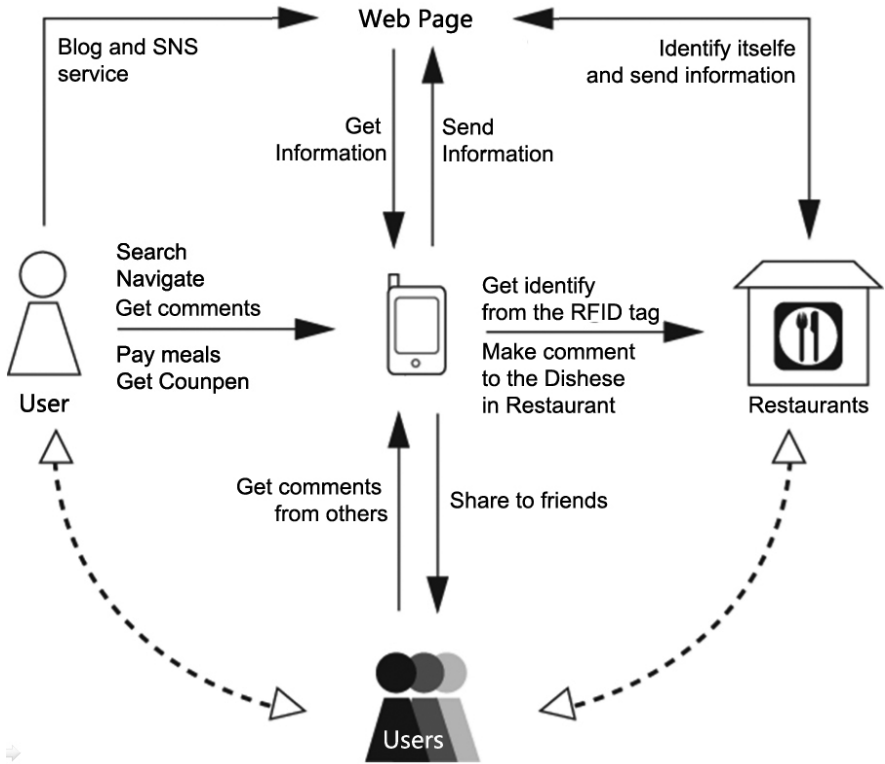 Web Page
Blog and SNS
service
Identify itselfe
and send information
Get
Information
Send
Information
Search
Navigate
Get comments
Pay meals
Get Counpen
User
Get identify
from the RFID tag
Make comment
to the Dishese
in Restaurant
Restaurants
Get comments
from others
Share to friends
Users